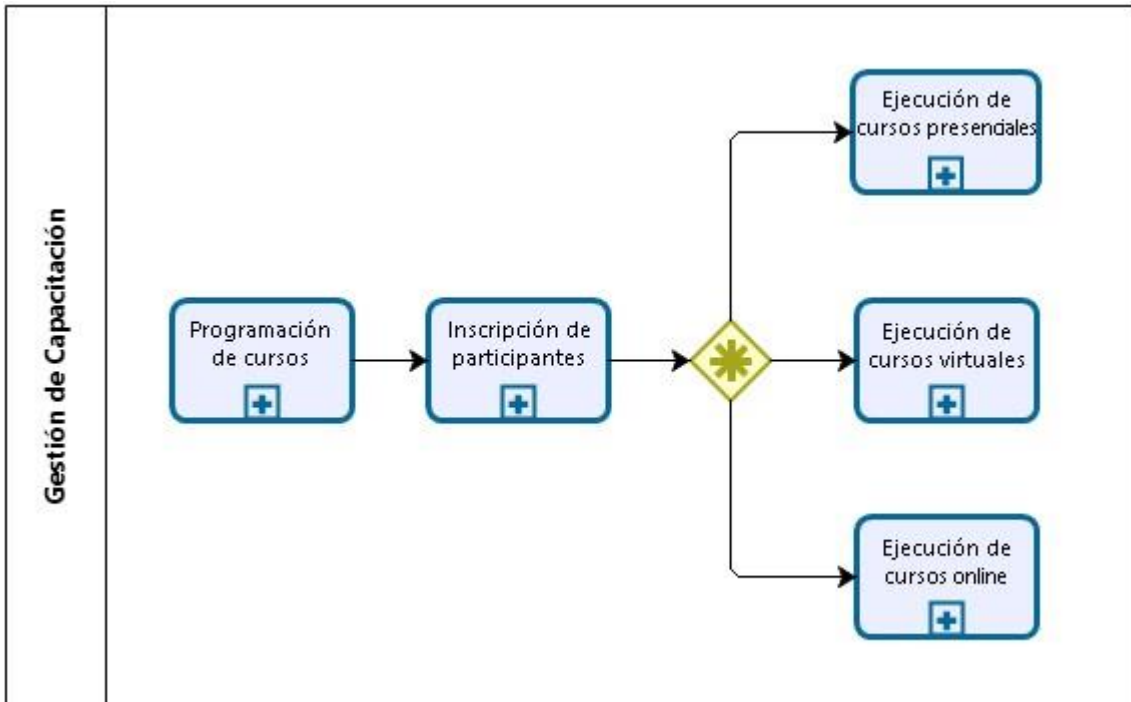 Gestión de Capacitación
Programación
de cursos
Inscripción de
participantes
Ejecución de
cursos presenciales
Ejecución de
cursos virtuales
Ejecución de
cursos online